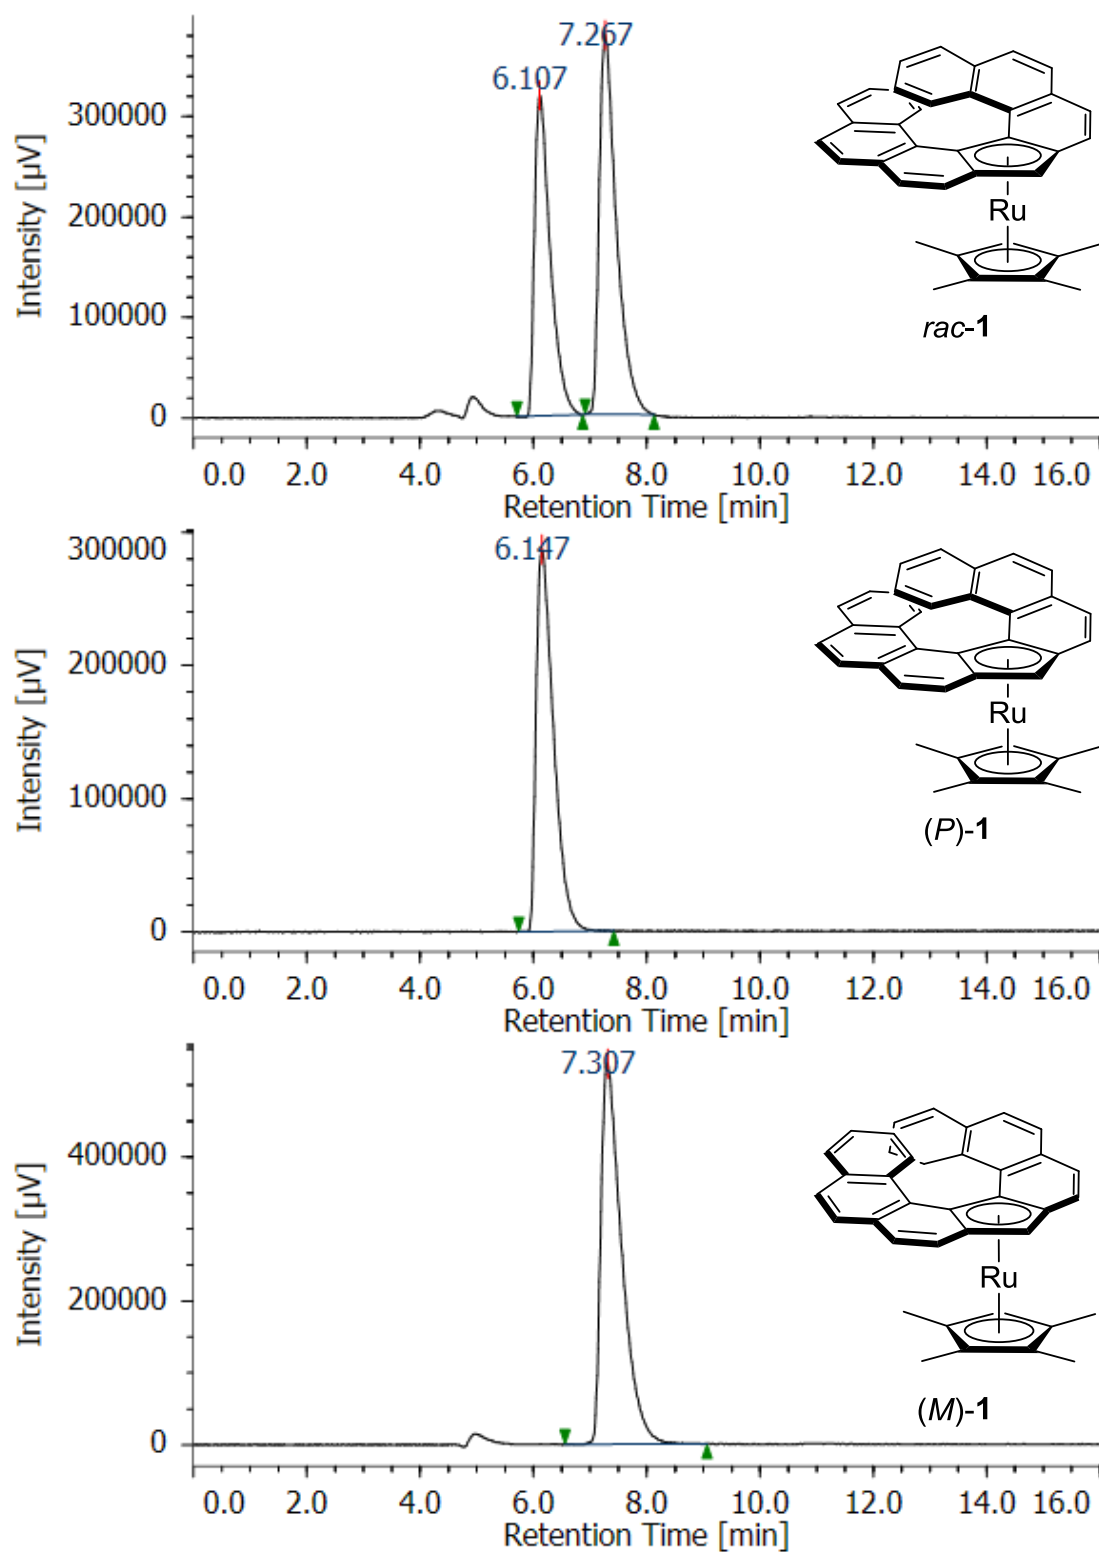 7.267
6.107
300000
200000
100000
0
Intensity [µV]
Ru
rac-1
0.0 2.0 4.0 6.0 8.0 10.0 12.0 14.0 16.0
Retention Time [min]
6.147
300000
200000
100000
0
Intensity [µV]
Ru
(P)-1
0.0 2.0 4.0 6.0 8.0 10.0 12.0 14.0 16.0
Retention Time [min]
7.307
400000
200000
0
Intensity [µV]
Ru
(M)-1
0.0 2.0 4.0 6.0 8.0 10.0 12.0 14.0 16.0
Retention Time [min]